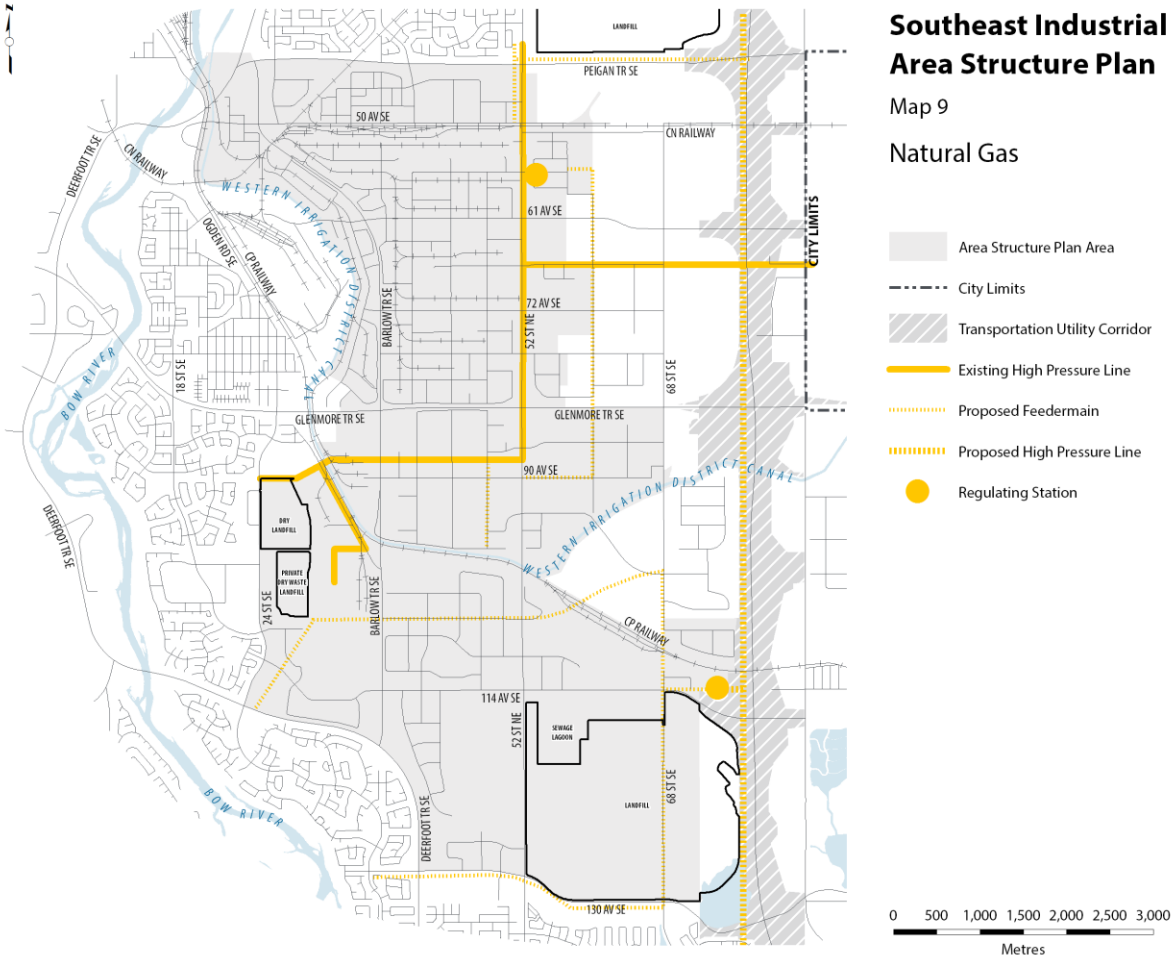 N
Southeast Industrial
Area Structure Plan
Map 9
Natural Gas
LANDFILL
PEIGAN TR SE
50 AV SE
CN RAILWAY
DEERFOOT TR SE
CN RAILWAY
WESTERN IRRIGATION DISTRICT CANAL
OGDEN RD SE
CP RAILWAY
61 AV SE
CITY LIMITS
72 AV SE
52 ST NE
BARLOW TR SE
18 ST SE
68 ST SE
BOW RIVER
GLENMORE TR SE
GLENMORE TR SE
90 AV SE
WESTERN IRRIGATION DISTRICT CANAL
DEERFOOT TR SE
DRY
LANDFILL
PRIVATE
DRY WASTE
LANDFILL
24 ST SE
BARLOW TR SE
CP RAILWAY
114 AV SE
52 ST NE
SEWAGE
LAGOON
LANDFILL
68 ST SE
BOW RIVER
DEERFOOT TR SE
130 AV SE
Area Structure Plan Area
City Limits
Transportation Utility Corridor
Existing High Pressure Line
Proposed Feedermain
Proposed High Pressure Line
Regulating Station
0 500 1,000 1,500 2,000 2,500 3,000
Metres